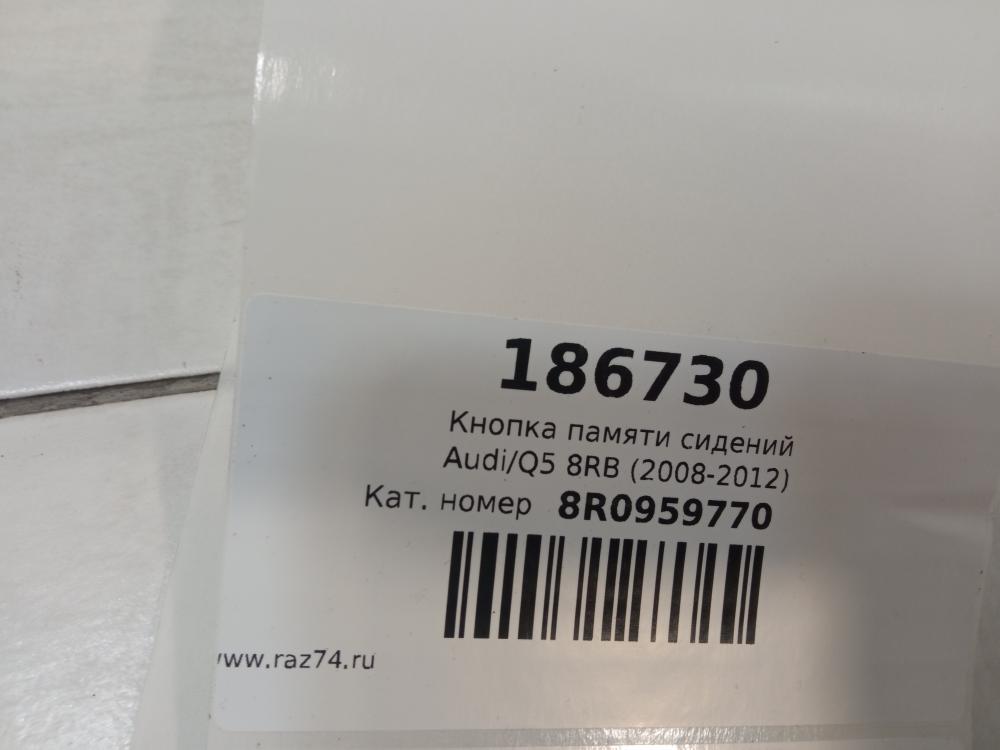 186730
Кнопка памяти сидений
Audi/Q5 8RB (2008-2012)
Кат. номер 8R0959770
www.raz74.ru